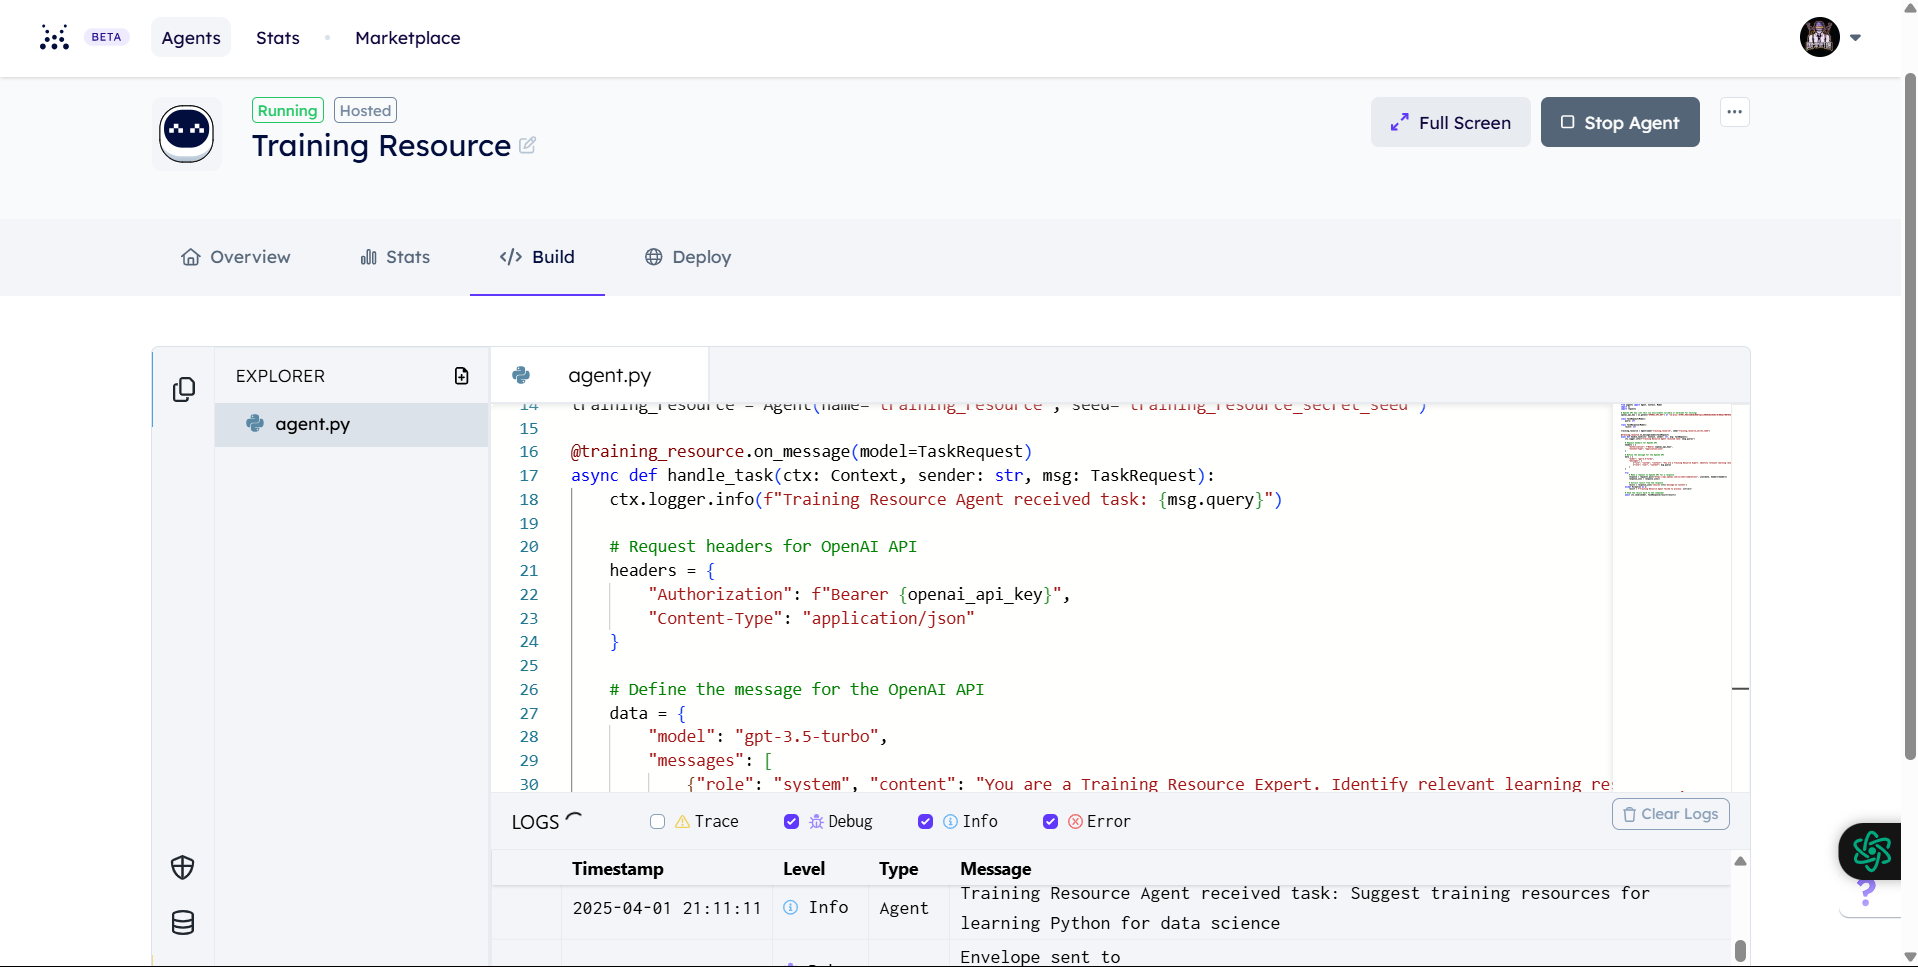 BETA
Agents
Stats
Marketplace
Running
Hosted
Training Resource
Full Screen
Stop Agent
Overview
Stats
Build
Deploy
EXPLORER
agent.py
agent.py
14 training_resource = Agent(name="training_resource", seed="training_resource_secret_seed")
15
16 @training_resource.on_message(model=TaskRequest)
17 async def handle_task(ctx: Context, sender: str, msg: TaskRequest):
18 ctx.logger.info(f"Training Resource Agent received task: {msg.query}")
19
20 # Request headers for OpenAI API
21 headers = {
22 "Authorization": f"Bearer {openai_api_key}",
23 "Content-Type": "application/json"
24 }
25
26 # Define the message for the OpenAI API
27 data = {
28 "model": "gpt-3.5-turbo",
29 "messages": [
30 {"role": "system", "content": "You are a Training Resource Expert. Identify relevant learning re
LOGS
Trace
Debug
Info
Error
Clear Logs
Timestamp Level Type Message
2025-04-01 21:11:11 Info Agent Training Resource Agent received task: Suggest training resources for
learning Python for data science
Envelope sent to
?